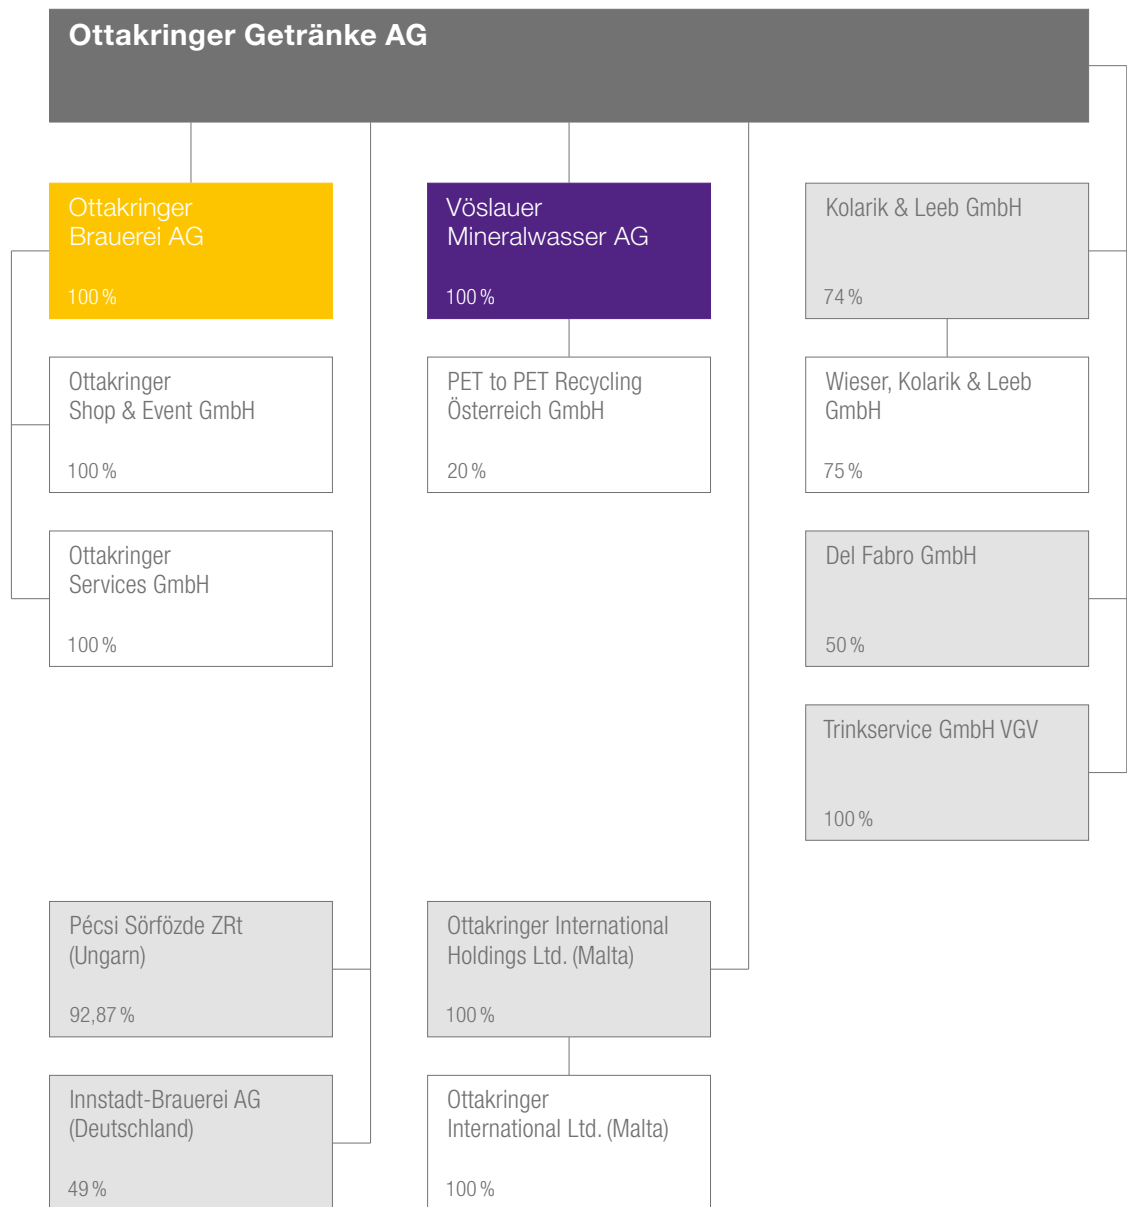 Ottakringer Getränke AG
Ottakringer
Brauerei AG
100 %
Vöslauer
Mineralwasser AG
100 %
Kolarik & Leeb GmbH
74 %
Ottakringer
Shop & Event GmbH
100 %
PET to PET Recycling
Österreich GmbH
20 %
Wieser, Kolarik & Leeb
GmbH
75 %
Ottakringer
Services GmbH
100 %
Del Fabro GmbH
50 %
Trinkservice GmbH VGV
100 %
Pécsi Sörfözde ZRt
(Ungarn)
92,87 %
Ottakringer International
Holdings Ltd. (Malta)
100 %
Innstadt-Brauerei AG
(Deutschland)
49 %
Ottakringer
International Ltd. (Malta)
100 %